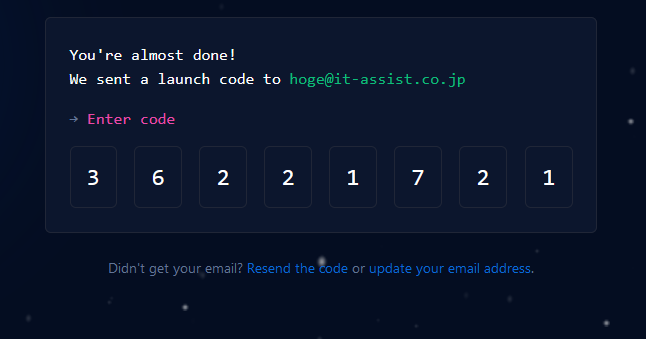 You're almost done!
We sent a launch code to hoge@it-assist.co.jp
→ Enter code
3 6 2 2 1 7 2 1
Didn't get your email? Resend the code or update your email address.